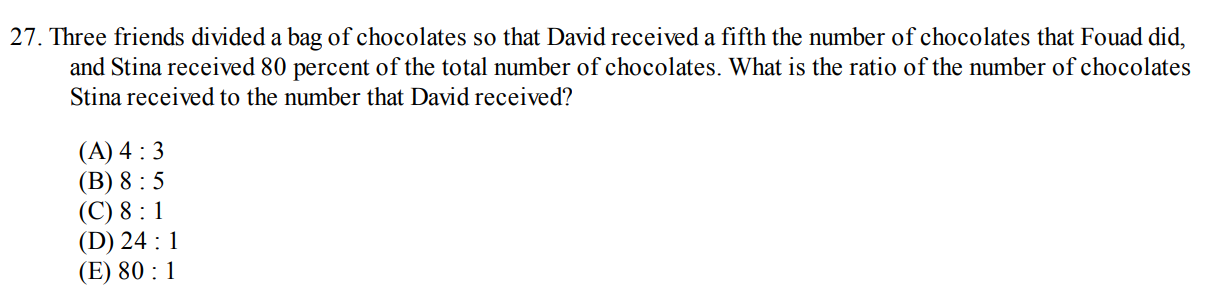 27. Three friends divided a bag of chocolates so that David received a fifth the number of chocolates that Fouad did,
and Stina received 80 percent of the total number of chocolates. What is the ratio of the number of chocolates
Stina received to the number that David received?
(A) 4 : 3
(B) 8 : 5
(C) 8 : 1
(D) 24 : 1
(E) 80 : 1